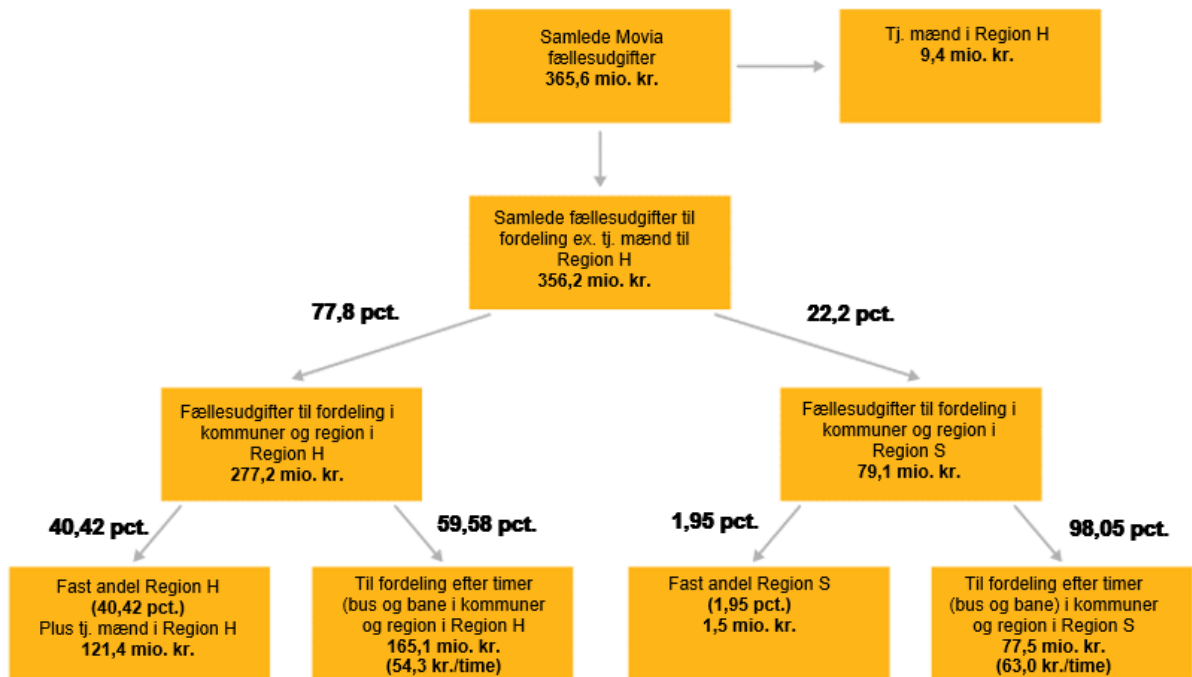 Samlede Movia
fællesudgifter
365,6 mio. kr.
Tj. mænd i Region H
9,4 mio. kr.
Samlede fællesudgifter til
fordeling ex. tj. mænd til
Region H
356,2 mio. kr.
77,8 pct.
22,2 pct.
Fællesudgifter til fordeling i
kommuner og region i
Region H
277,2 mio. kr.
Fællesudgifter til fordeling i
kommuner og region i
Region S
79,1 mio. kr.
40,42 pct.
59,58 pct.
1,95 pct.
98,05 pct.
Fast andel Region H
(40,42 pct.)
Plus tj. mænd i Region H
121,4 mio. kr.
Til fordeling efter timer
(bus og bane i kommuner
og region i Region H
165,1 mio. kr.
(54,3 kr./time)
Fast andel Region S
(1,95 pct.)
1,5 mio. kr.
Til fordeling efter timer
(bus og bane) i kommuner
og region i Region S
77,5 mio. kr.
(63,0 kr./time)